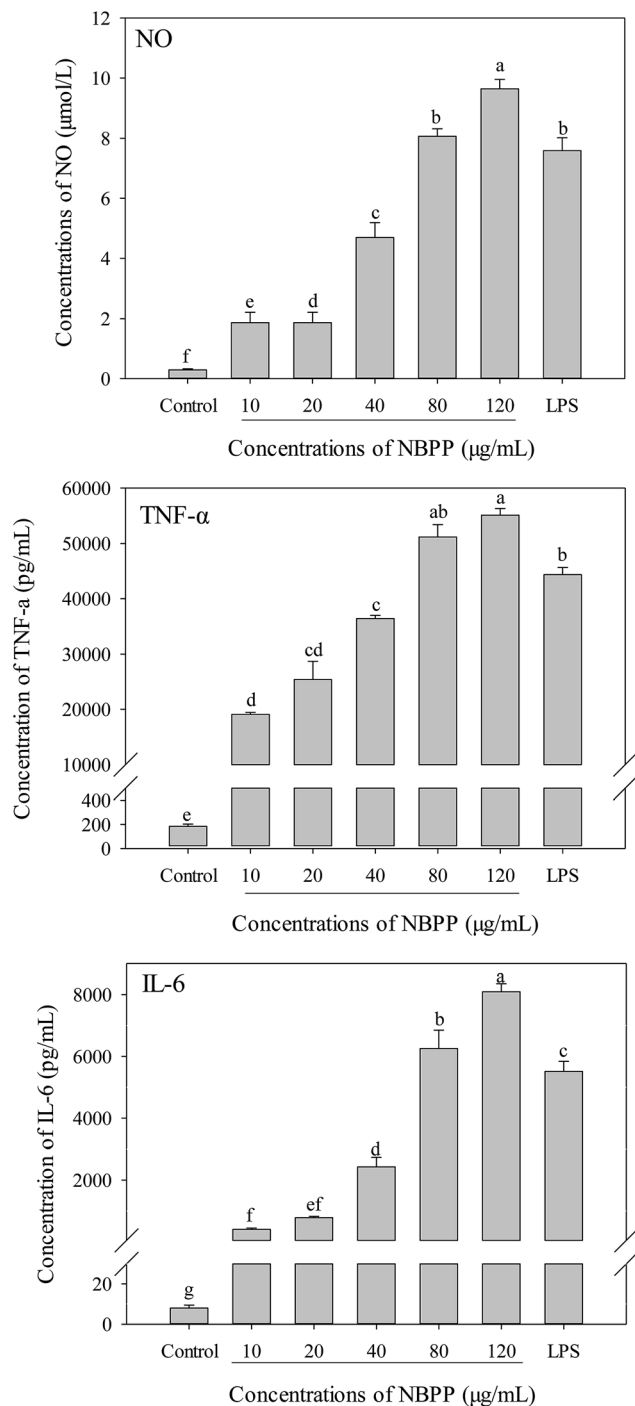 NO
Concentrations of NO (μmol/L)
12
10
8
6
4
2
0
f
e
d
c
b
a
b
Control 10 20 40 80 120 LPS
Concentrations of NBPP (μg/mL)
TNF-α
Concentration of TNF-a (pg/mL)
60000
50000
40000
30000
20000
10000
400
200
0
e
d
cd
c
ab
a
b
Control 10 20 40 80 120 LPS
Concentrations of NBPP (μg/mL)
IL-6
Concentration of IL-6 (pg/mL)
8000
6000
4000
2000
20
0
g
f
ef
d
b
a
c
Control 10 20 40 80 120 LPS
Concentrations of NBPP (μg/mL)